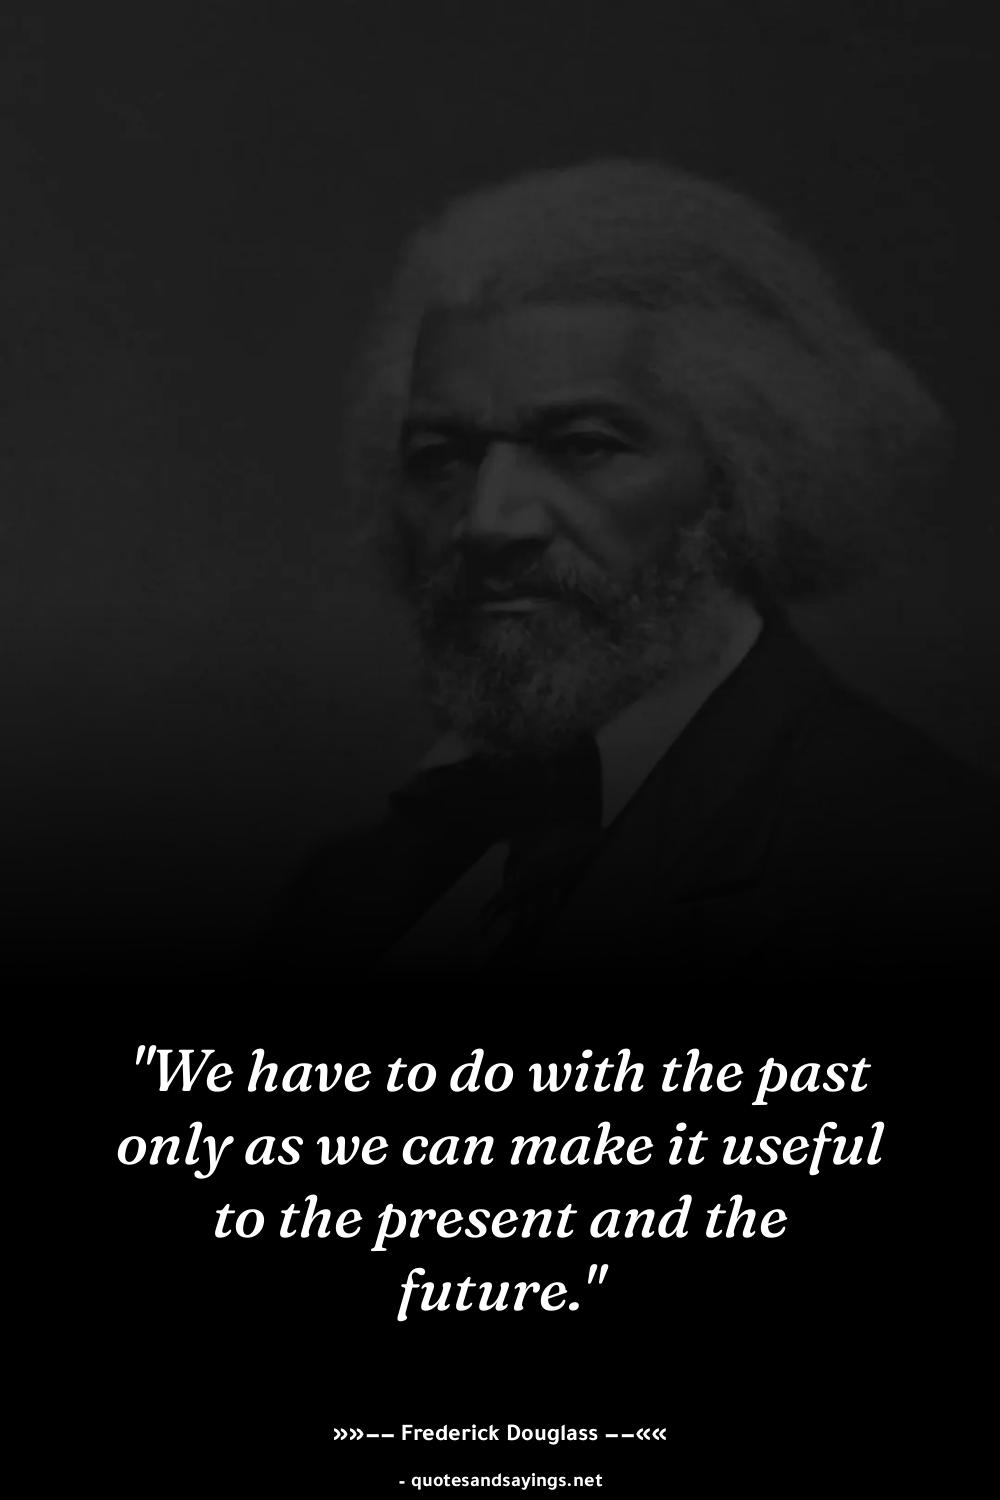 "We have to do with the past
only as we can make it useful
to the present and the
future."
»»−− Frederick Douglass −−««
- quotesandsayings.net